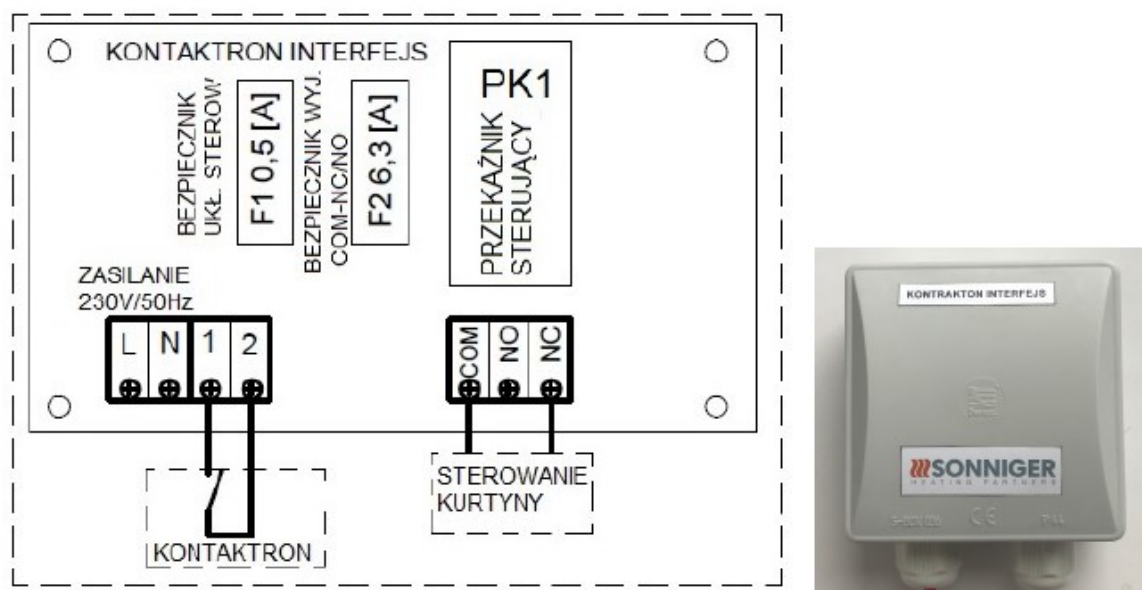 KONTAKTRON INTERFEJS
BEZPIECZNIK
UKŁ. STEROW
F1 0,5 [A]
BEZPIECZNIK WYJ.
COM-NC/NO
F2 6,3 [A]
PK1
PRZEKAŹNIK
STERUJĄCY
ZASILANIE
230V/50Hz
L N 1 2
COM NO NC
KONTAKTRON
STEROWANIE
KURTYNY
KONTRAKTON INTERFEJS
SONNIGER
HEATING PARTNERS
CE